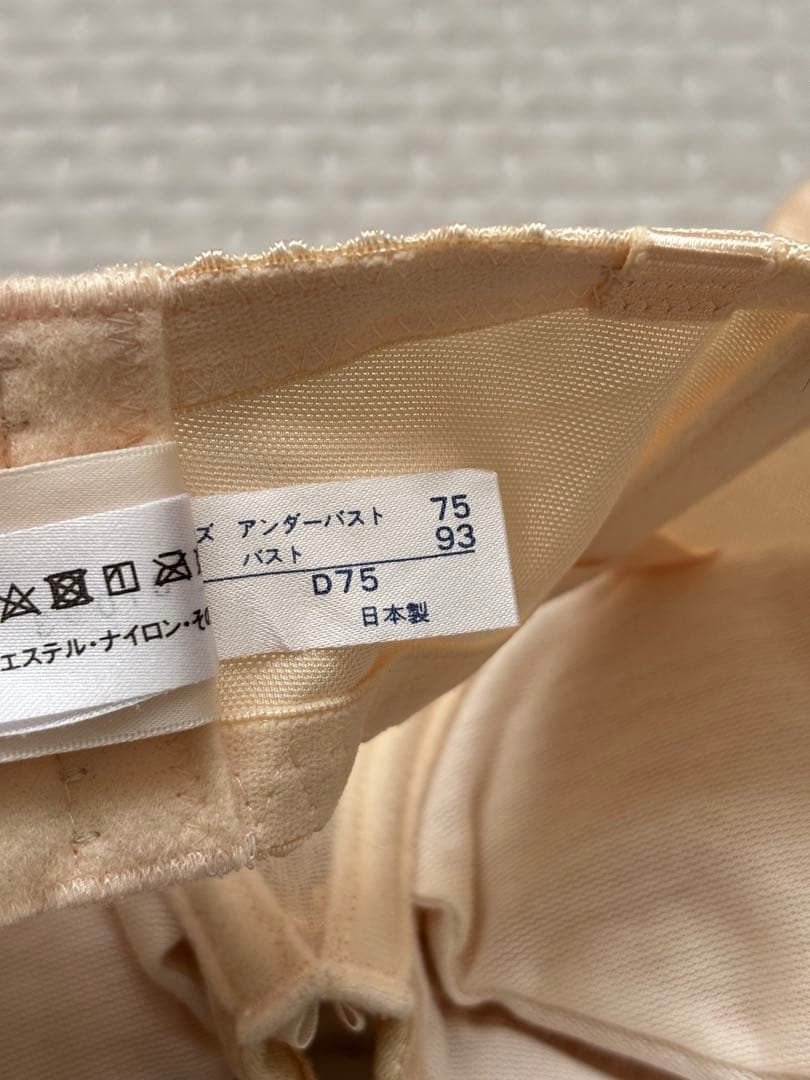 ズ アンダーバスト 75
バスト 93
D75
日本製
エステル・ナイロン・その